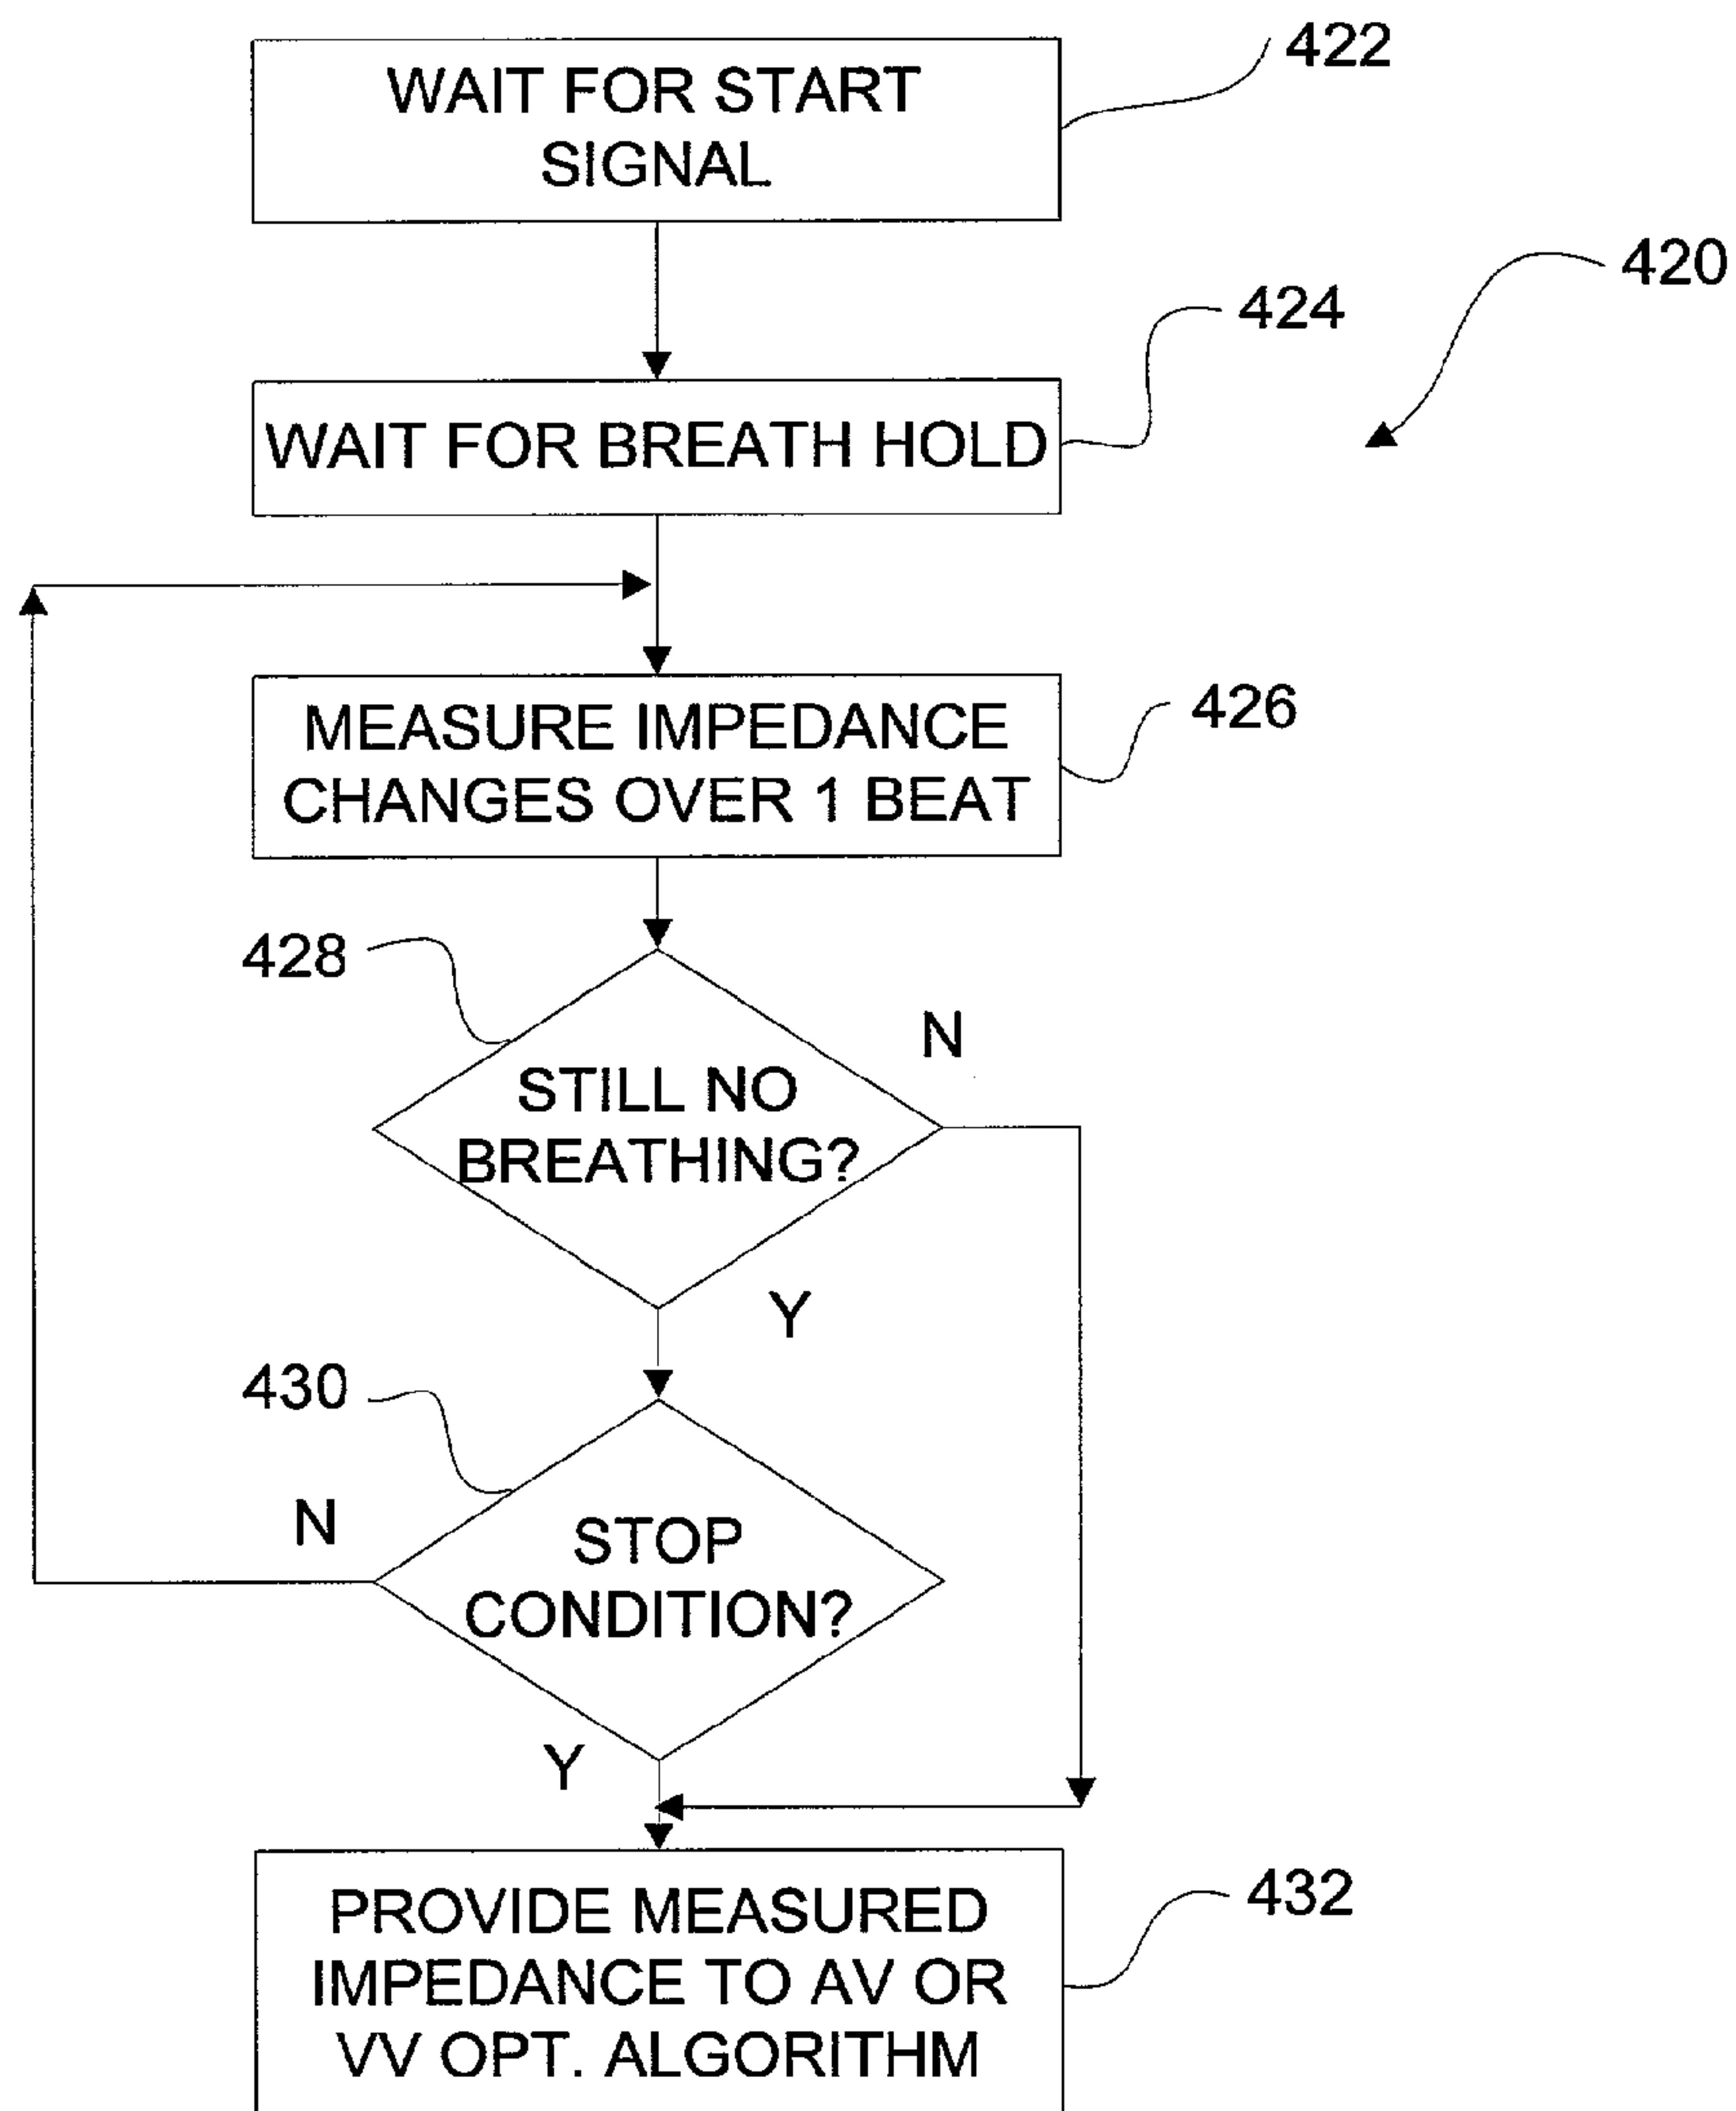 WAIT FOR START
SIGNAL
422
420
424
WAIT FOR BREATH HOLD
MEASURE IMPEDANCE
CHANGES OVER 1 BEAT
426
428
N
STILL NO
BREATHING?
Y
430
N
STOP
CONDITION?
Y
PROVIDE MEASURED
IMPEDANCE TO AV OR
VV OPT. ALGORITHM
432